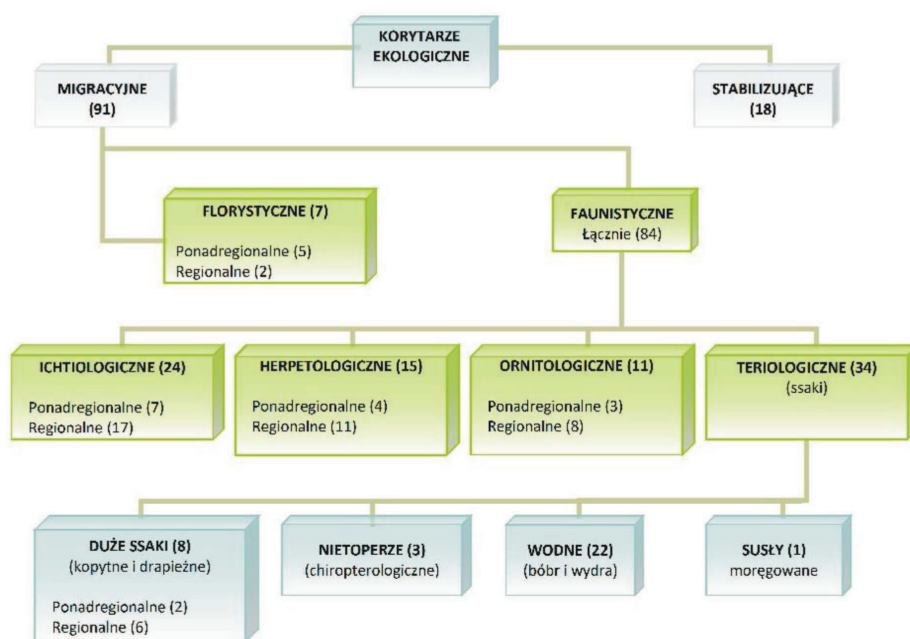 KORYTARZE
EKOLOGICZNE
MIGRACYJNE
(91)
STABILIZUJĄCE
(18)
FLORYSTYCZNE (7)
Ponadregionalne (5)
Regionalne (2)
FAUNISTYCZNE
Łącznie (84)
ICHTIOLOGICZNE (24)
Ponadregionalne (7)
Regionalne (17)
HERPETOLOGICZNE (15)
Ponadregionalne (4)
Regionalne (11)
ORNITOLOGICZNE (11)
Ponadregionalne (3)
Regionalne (8)
TERIOLOGICZNE (34)
(ssaki)
DUŻE SSAKI (8)
(kopytne i drapieżne)
Ponadregionalne (2)
Regionalne (6)
NIETOPERZE (3)
(chiropterologiczne)
WODNE (22)
(bóbr i wydra)
SUSŁY (1)
moręgowane